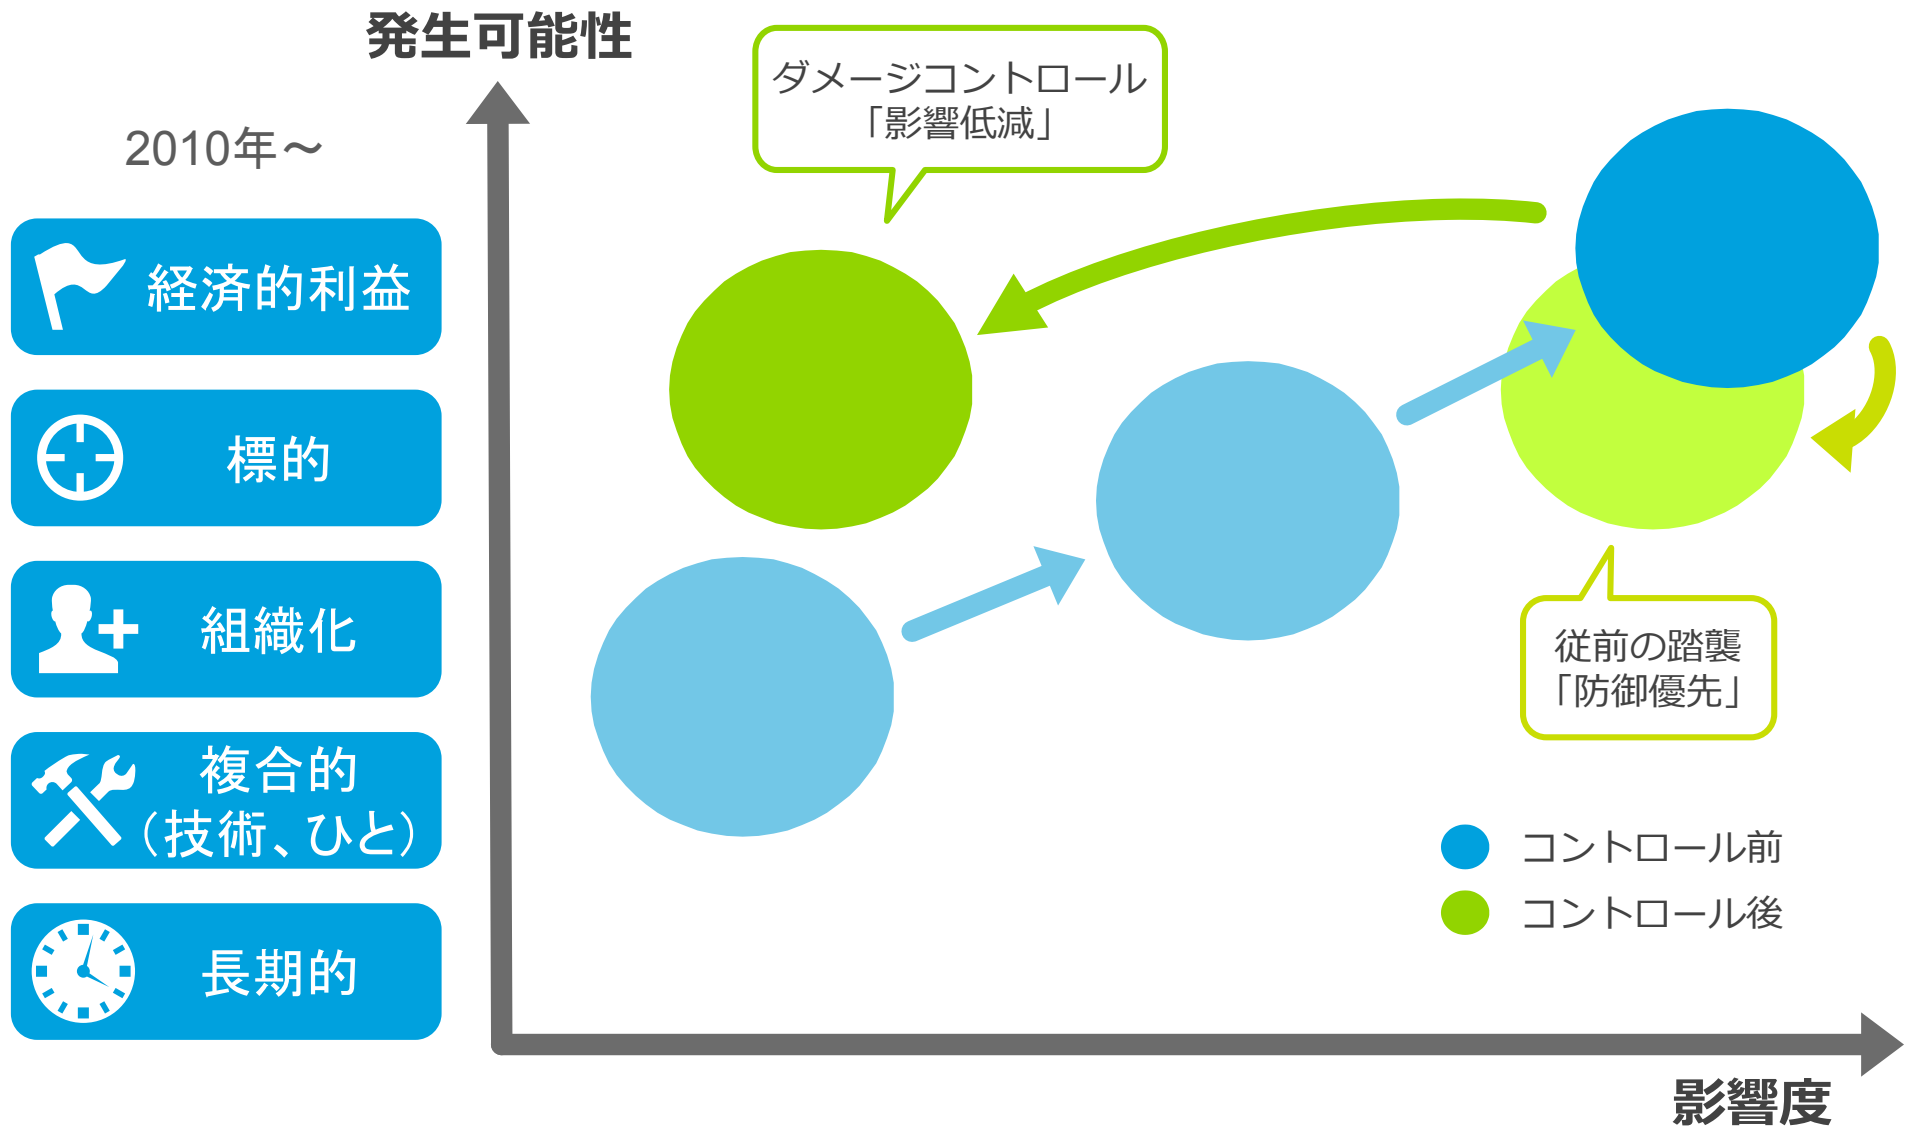 発生可能性
2010年～
経済的利益
標的
組織化
複合的
（技術、ひと）
長期的
ダメージコントロール
「影響低減」
従前の踏襲
「防御優先」
コントロール前
コントロール後
影響度